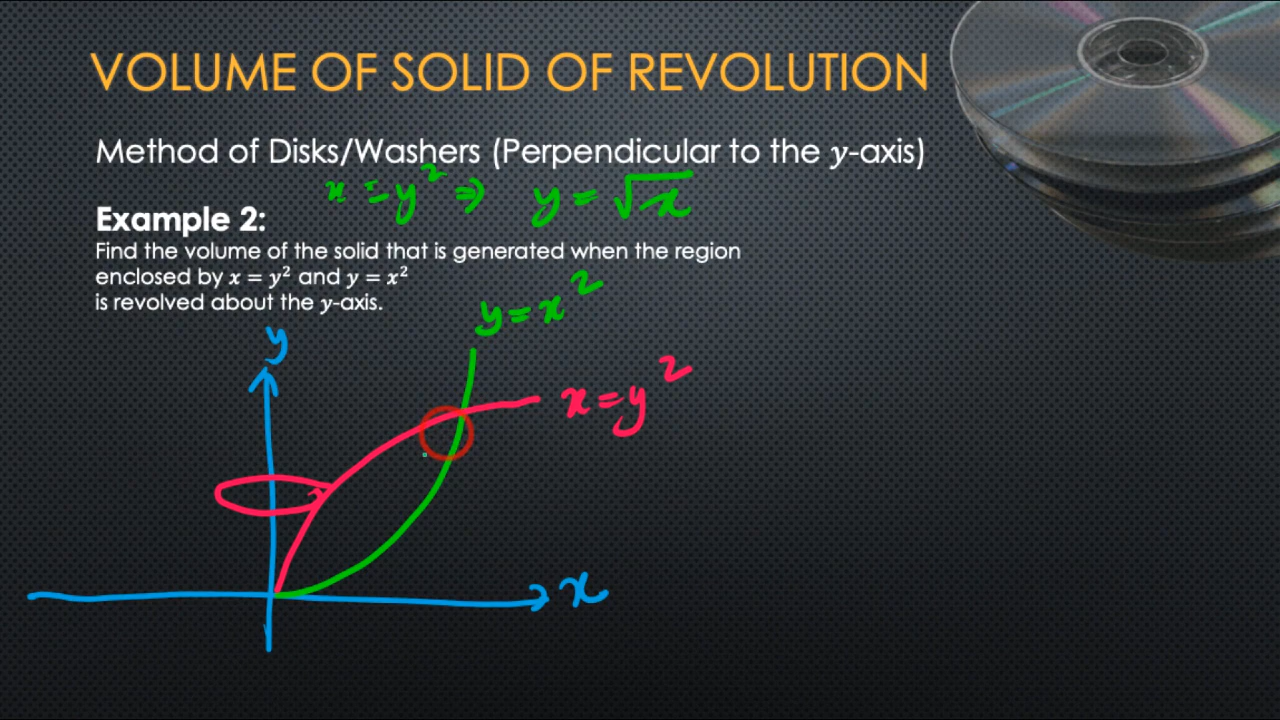 VOLUME OF SOLID OF REVOLUTION
Method of Disks/Washers (Perpendicular to the y-axis)
x = y² ⇒ y = √x
Example 2:
Find the volume of the solid that is generated when the region
enclosed by x = y² and y = x²
is revolved about the y-axis.
y = x²
y
x = y²
x